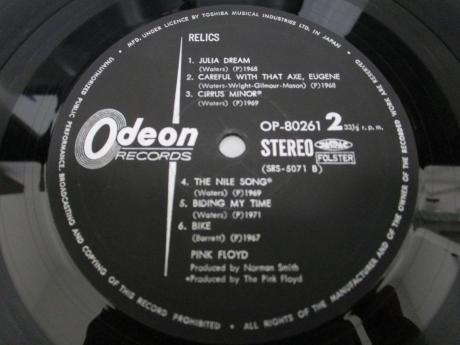 MFD. UNDER LICENCE BY TOSHIBA MUSICAL INDUSTRIES LTD. IN JAPAN •
UNAUTHORIZED PUBLIC PERFORMANCE, BROADCASTING AND COPYING OF THIS RECORD PROHIBITED • ALL RIGHTS OF THE MANUFACTURER AND OF THE OWNER OF THE RECORDED WORK ARE RESERVED
RELICS
1. JULIA DREAM
(Waters) (P)1968
2. CAREFUL WITH THAT AXE, EUGENE
(Waters-Wright-Gilmour-Mason) (P)1968
3. CIRRUS MINOR*
(Waters) (P)1969
Odeon
RECORDS
OP-80261 2 33⅓ r.p.m.
STEREO
FOLSTER
(SRS-5071 B)
4. THE NILE SONG*
(Waters) (P)1969
5. BIDING MY TIME
(Waters) (P)1971
6. BIKE
(Barrett) (P)1967
PINK FLOYD
Produced by Norman Smith
*Produced by The Pink Floyd